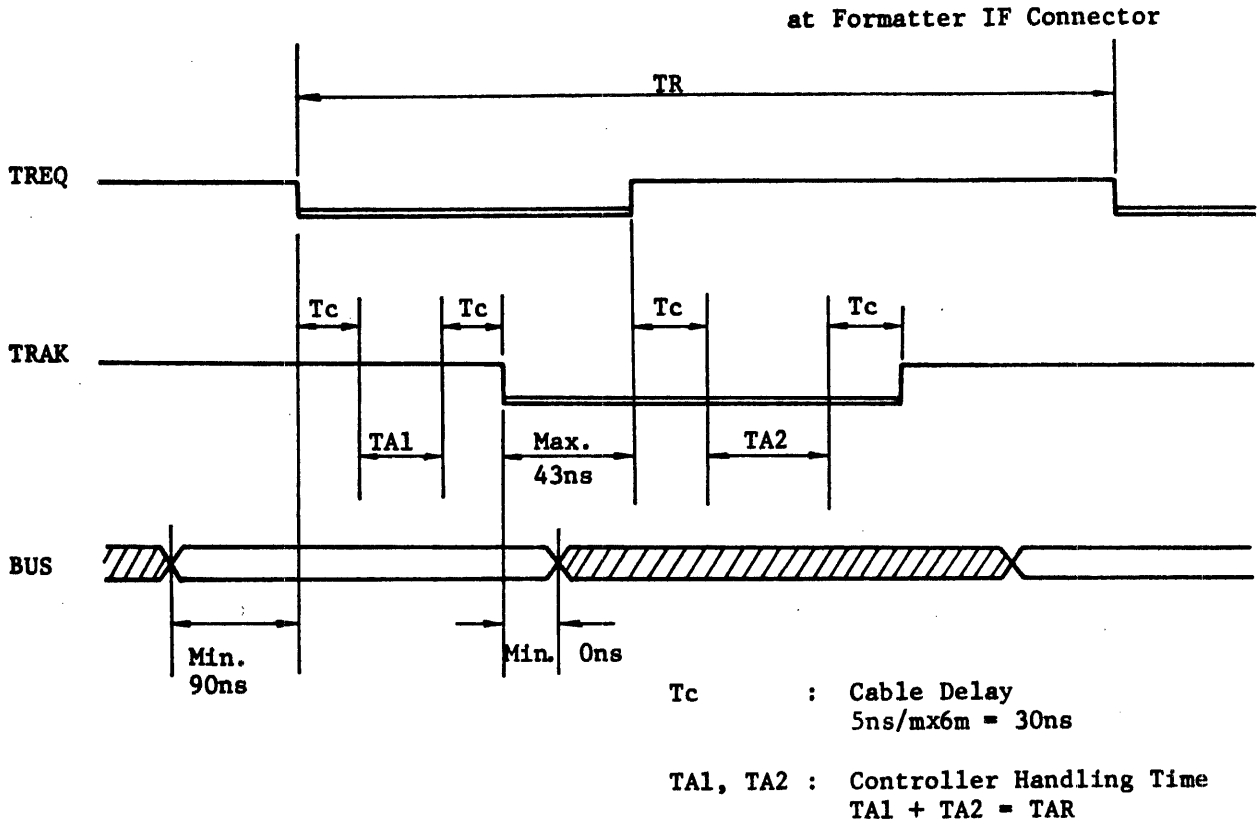 at Formatter IF Connector
TR
TREQ
Tc
Tc
Tc
Tc
TRAK
TA1
Max.
43ns
TA2
BUS
Min.
90ns
Min. 0ns
Tc : Cable Delay
5ns/mx6m = 30ns
TA1, TA2 : Controller Handling Time
TA1 + TA2 = TAR